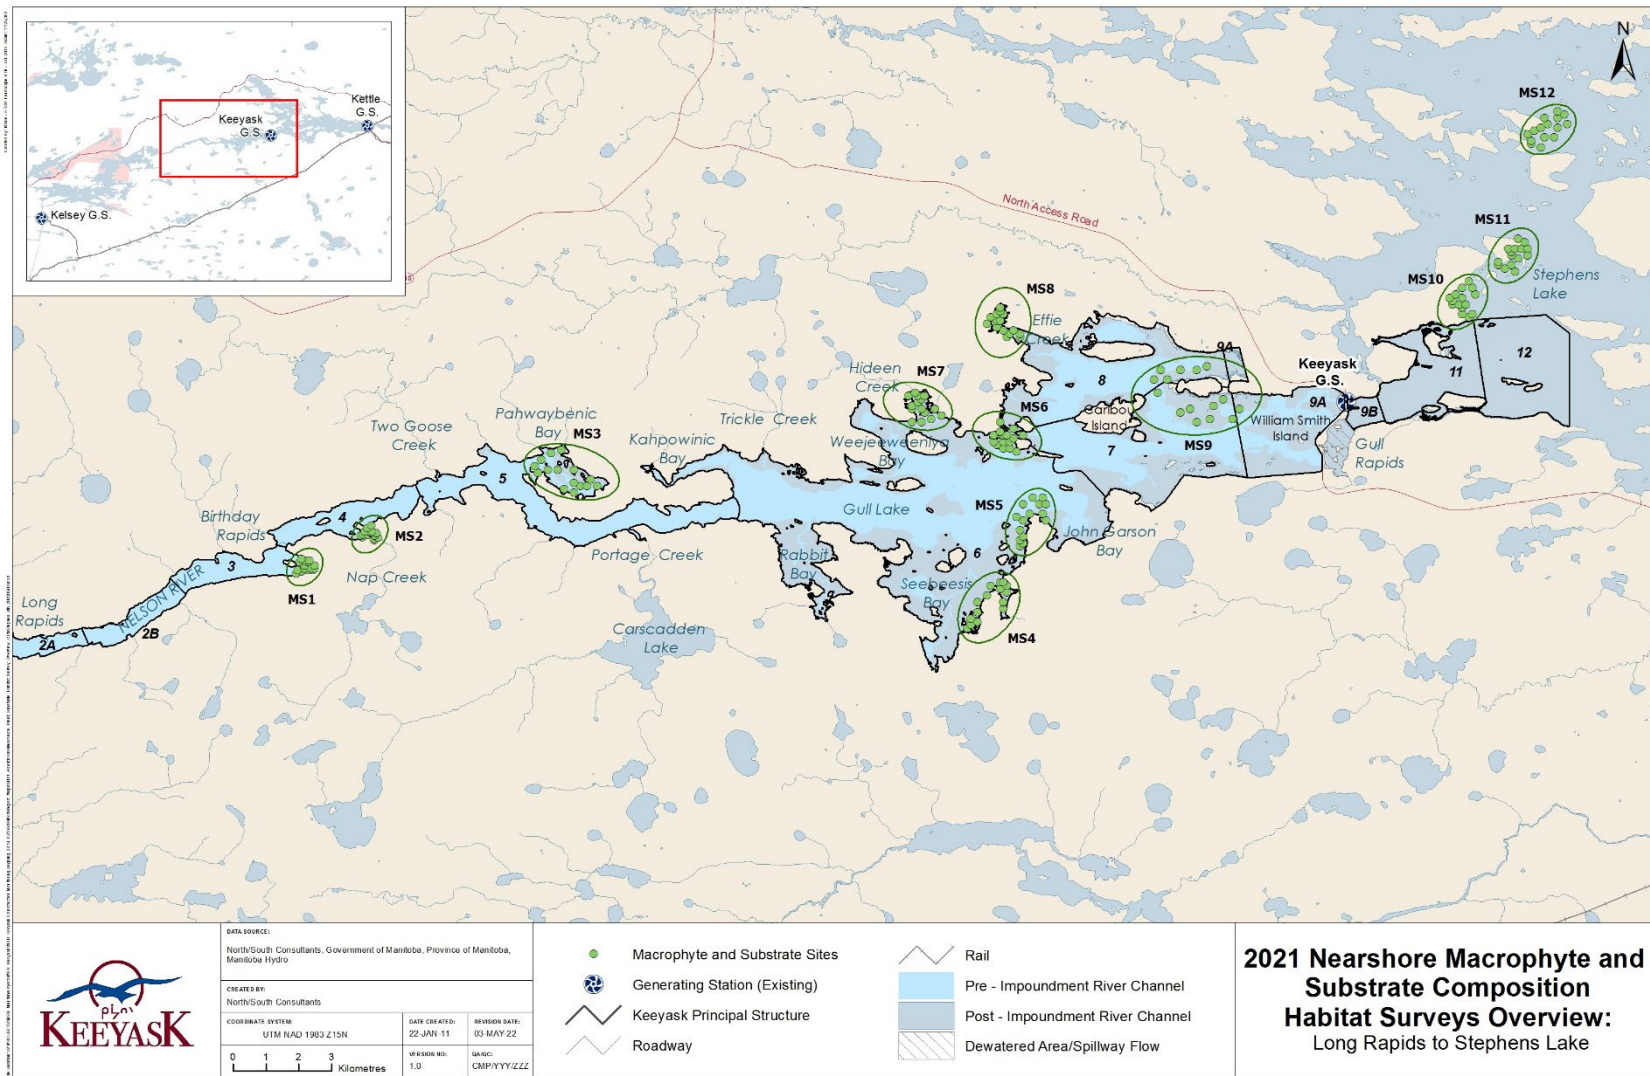 N
Kettle
G.S.
Keeyask
G.S.
Kelsey G.S.
MS12
North Access Road
MS11
MS10
Stephens
Lake
MS8
Effie
Creek
9A
12
11
Keeyask
G.S.
8
Hideen
Creek
MS7
9A
9B
Caribou
Island
William Smith
Island
MS6
MS9
Pahwaybenic
Bay
MS3
Two Goose
Creek
Trickle Creek
Kahpowinic
Bay
Weejeeweeniya
Bay
7
Gull
Rapids
5
MS5
Gull Lake
Birthday
Rapids
4
MS2
John Garson
Bay
Portage Creek
Rabbit
Bay
6
3
Nap Creek
Seebeesis
Bay
MS1
NELSON RIVER
Long
Rapids
2A
2B
Carscadden
Lake
MS4
KEEYASK
DATA SOURCE:
North/South Consultants, Government of Manitoba, Province of Manitoba,
Manitoba Hydro
CREATED BY:
North/South Consultants
COORDINATE SYSTEM:
UTM NAD 1983 Z15N
DATE CREATED:
22-JAN-11
REVISION DATE:
03-MAY-22
VERSION NO:
1.0
QA/QC:
CMP/YYY/ZZZ
0 1 2 3 Kilometres
Macrophyte and Substrate Sites
Generating Station (Existing)
Keeyask Principal Structure
Roadway
Rail
Pre - Impoundment River Channel
Post - Impoundment River Channel
Dewatered Area/Spillway Flow
2021 Nearshore Macrophyte and
Substrate Composition
Habitat Surveys Overview:
Long Rapids to Stephens Lake